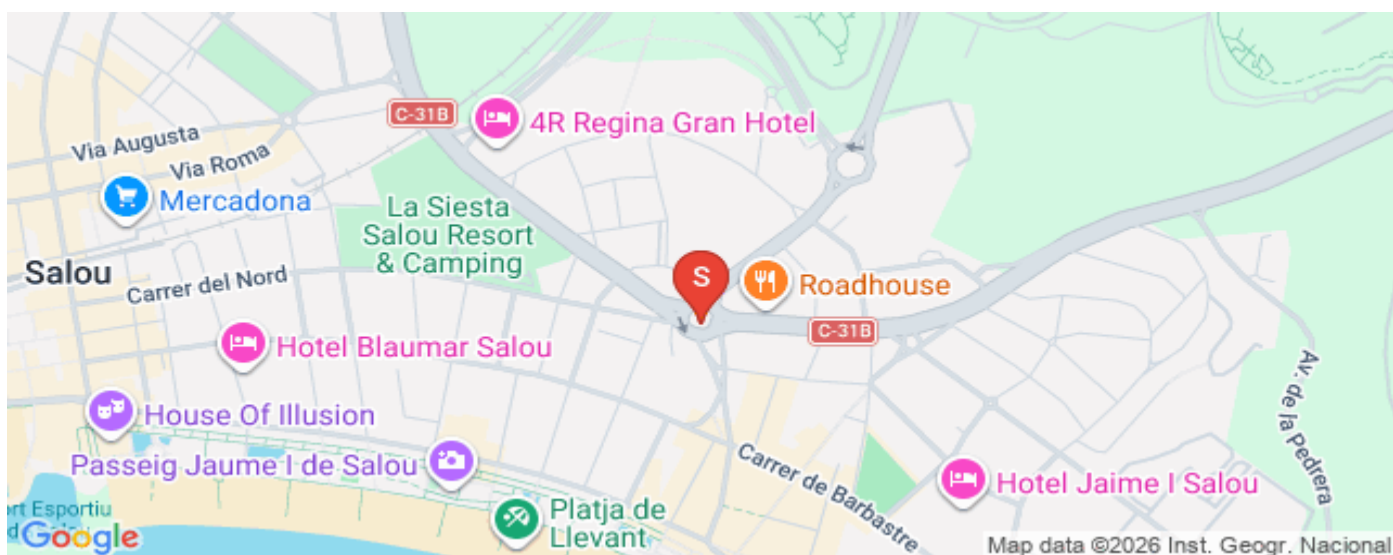 C-31B
4R Regina Gran Hotel
Via Augusta
Via Roma
Mercadona
La Siesta
Salou Resort
& Camping
Salou
Carrer del Nord
S
Roadhouse
C-31B
Hotel Blaumar Salou
House Of Illusion
Passeig Jaume I de Salou
Carrer de Barbastre
Av. de la Pedrera
Hotel Jaime I Salou
Platja de
Llevant
ort Esportiu
Google
Map data ©2026 Inst. Geogr. Nacional